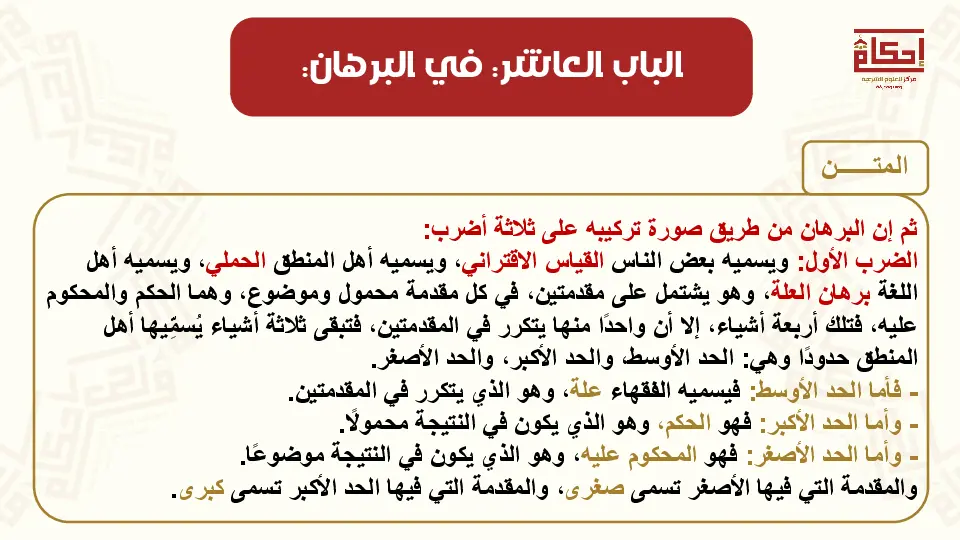 الباب العاشر: في البرهان:
إحكام
مركز للعلوم الشرعية
المتـــــــن
ثم إن البرهان من طريق صورة تركيبه على ثلاثة أضرب:
الضرب الأول: ويسميه بعض الناس القياس الاقتراني، ويسميه أهل المنطق الحملي، ويسميه أهل
اللغة برهان العلة، وهو يشتمل على مقدمتين، في كل مقدمة محمول وموضوع، وهما الحكم والمحكوم
عليه، فتلك أربعة أشياء، إلا أن واحدًا منها يتكرر في المقدمتين، فتبقى ثلاثة أشياء يُسمِّيها أهل
المنطق حدودًا وهي: الحد الأوسط، والحد الأكبر، والحد الأصغر.
- فأما الحد الأوسط: فيسميه الفقهاء علة، وهو الذي يتكرر في المقدمتين.
- وأما الحد الأكبر: فهو الحكم، وهو الذي يكون في النتيجة محمولًا.
- وأما الحد الأصغر: فهو المحكوم عليه، وهو الذي يكون في النتيجة موضوعًا.
والمقدمة التي فيها الأصغر تسمى صغرى، والمقدمة التي فيها الحد الأكبر تسمى كبرى.